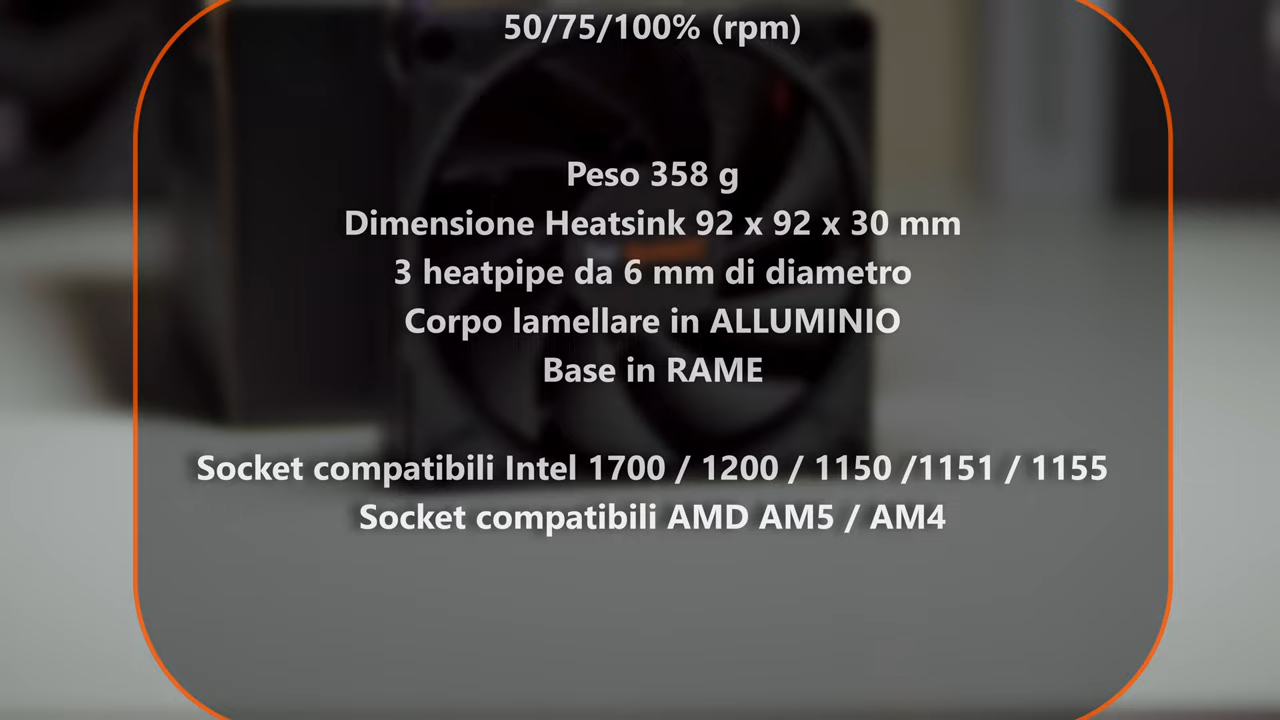 50/75/100% (rpm)
Peso 358 g
Dimensione Heatsink 92 x 92 x 30 mm
3 heatpipe da 6 mm di diametro
Corpo lamellare in ALLUMINIO
Base in RAME
Socket compatibili Intel 1700 / 1200 / 1150 /1151 / 1155
Socket compatibili AMD AM5 / AM4